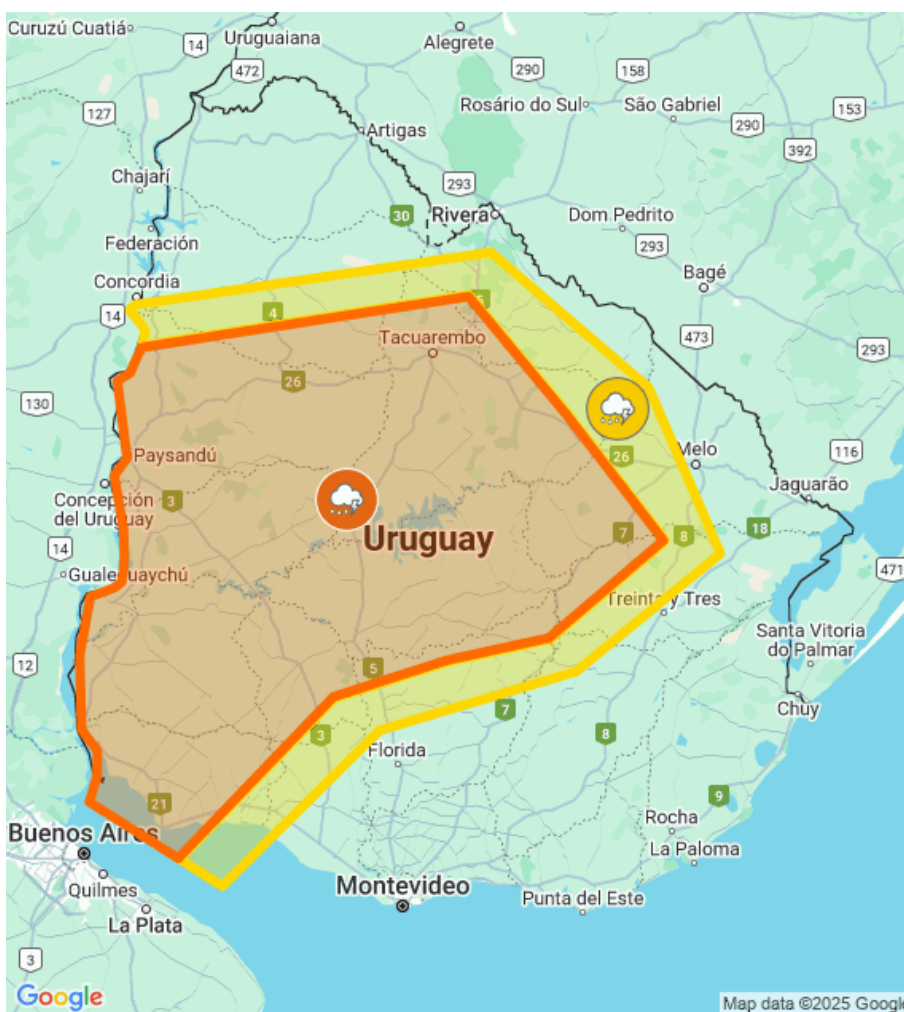 Curuzú Cuatiá
Uruguaiana
Alegrete
14
472
290
158
127
Rosário do Sul
São Gabriel
153
290
Artigas
392
Chajarí
293
30
Rivera
Dom Pedrito
Federación
293
Bagé
Concordia
14
4
5
473
Tacuarembo
293
26
130
Paysandú
26
Melo
116
Concepción
del Uruguay
3
Jaguarão
Uruguay
7
8
18
14
Gualeguaychú
471
Treinta y Tres
Santa Vitoria
do Palmar
12
5
Chuy
7
3
8
Florida
9
21
Rocha
Buenos Aires
La Paloma
Quilmes
Montevideo
Punta del Este
La Plata
3
Google
Map data ©2025 Google